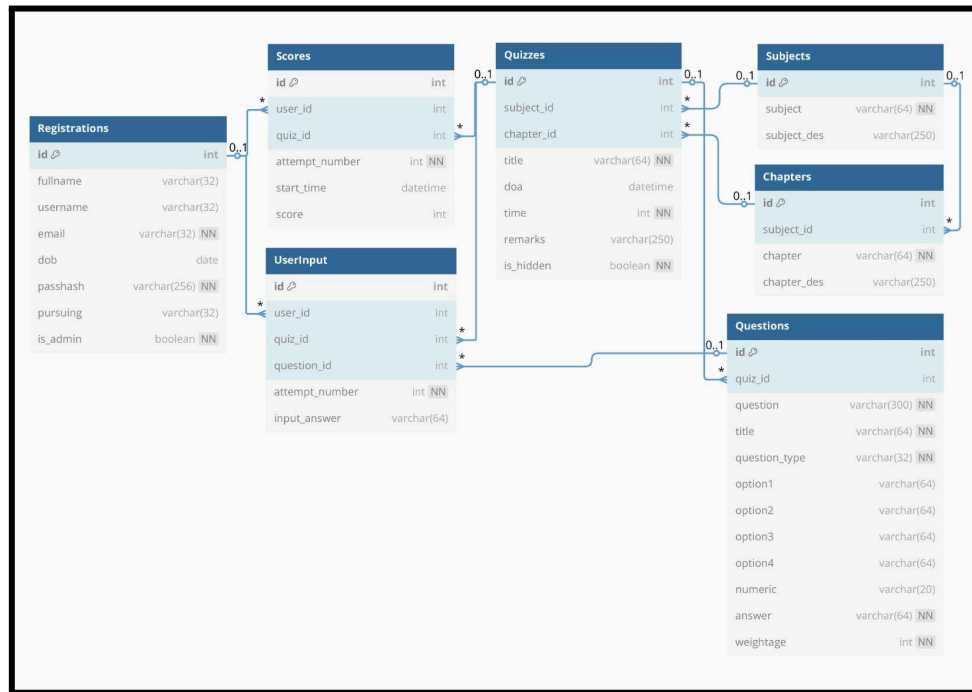 Registrations
id int
fullname varchar(32)
username varchar(32)
email varchar(32) NN
dob date
passhash varchar(256) NN
pursuing varchar(32)
is_admin boolean NN
0..1
Scores
id int
* user_id int
quiz_id int *
attempt_number int NN
start_time datetime
score int
UserInput
id int
* user_id int
quiz_id int *
question_id int *
attempt_number int NN
input_answer varchar(64)
Quizzes
0..1 id int 0..1
subject_id int *
chapter_id int *
title varchar(64) NN
doa datetime
time int NN
remarks varchar(250)
is_hidden boolean NN
Subjects
0..1 id int 0..1
subject varchar(64) NN
subject_des varchar(250)
Chapters
0..1 id int
subject_id int *
chapter varchar(64) NN
chapter_des varchar(250)
Questions
0..1 id int
* quiz_id int
question varchar(300) NN
title varchar(64) NN
question_type varchar(32) NN
option1 varchar(64)
option2 varchar(64)
option3 varchar(64)
option4 varchar(64)
numeric varchar(20)
answer varchar(64) NN
weightage int NN